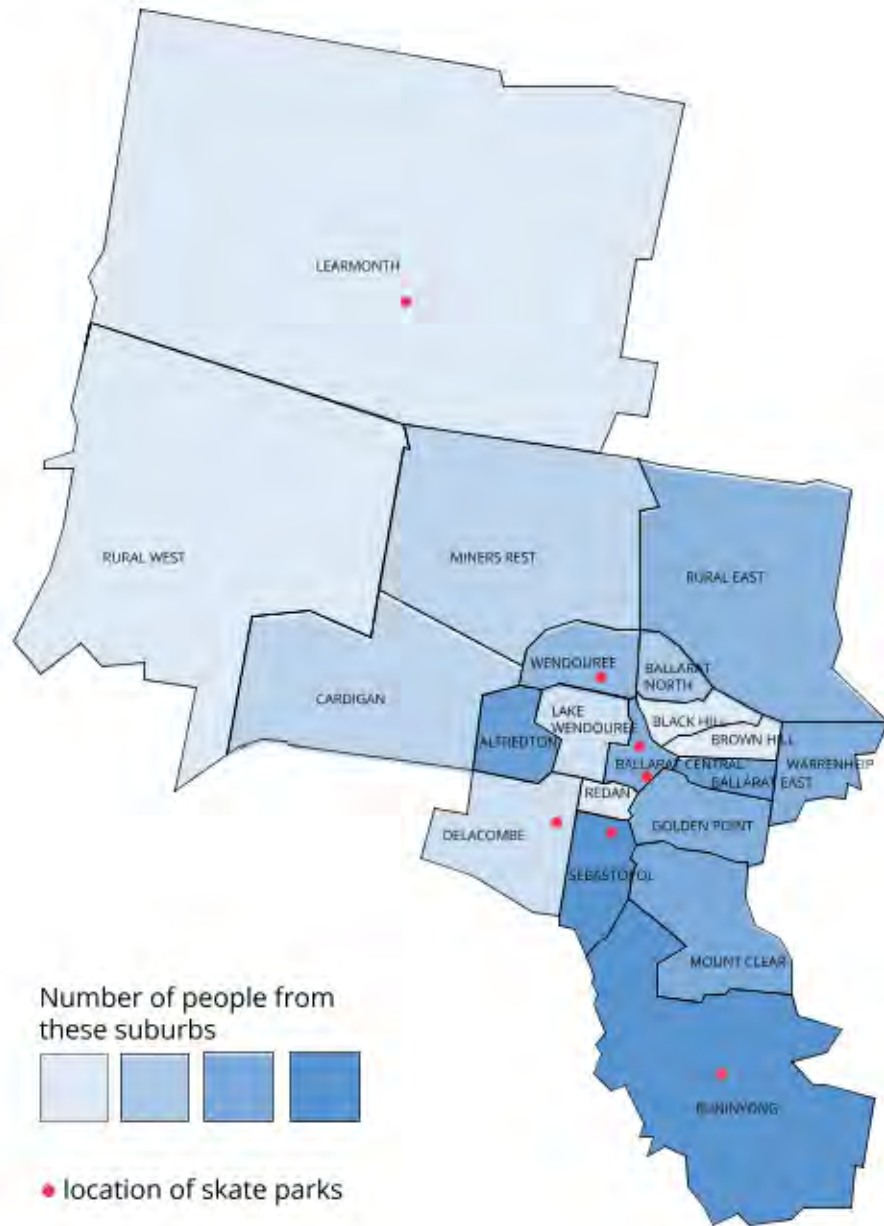 LEARMONTH
RURAL WEST
MINERS REST
RURAL EAST
WENDOUREE
BALLARAT
NORTH
CARDIGAN
LAKE
WENDOUREE
BLACK HILL
ALFREDTON
BROWN HILL
BALLARAT CENTRAL
WARRENHEIP
BALLARAT EAST
REDAN
DELACOMBE
GOLDEN POINT
SEBASTOPOL
MOUNT CLEAR
BUNINYONG
Number of people from
these suburbs
location of skate parks